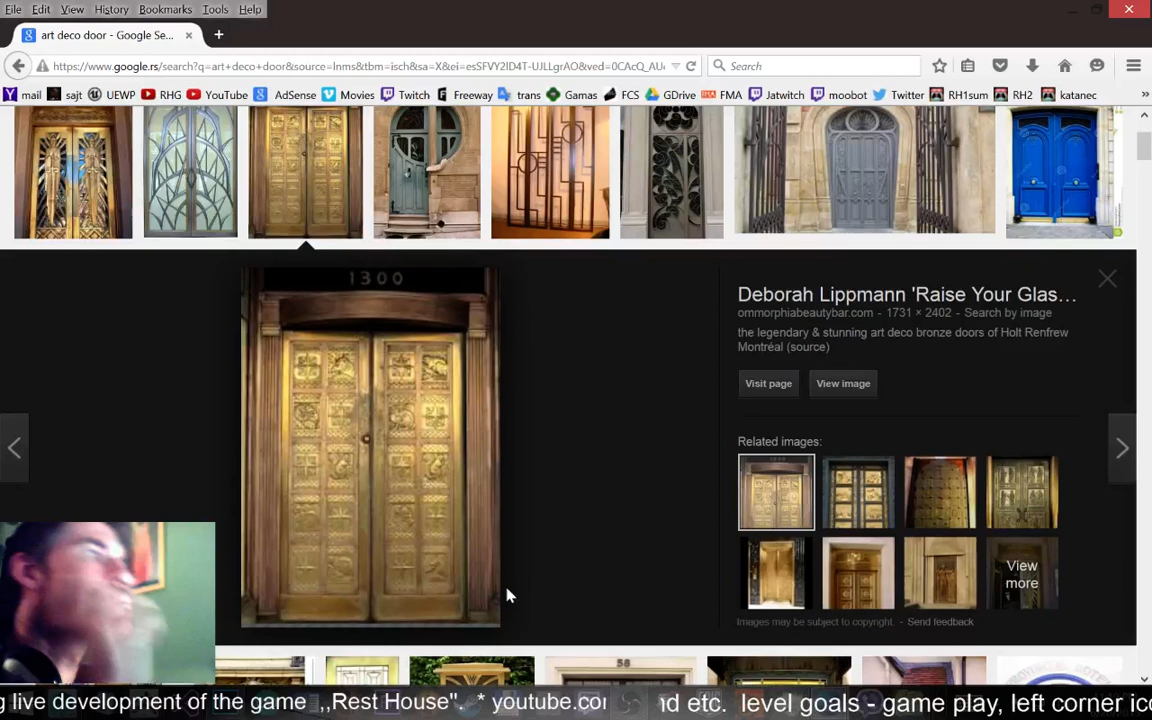 File Edit View History Bookmarks Tools Help
art deco door - Google Se...
https://www.google.rs/search?q=art+deco+door&source=lnms&tbm=isch&sa=X&ei=esSFVY2ID4T-UJLLgrAO&ved=0CAcQ_AU
Search
mail sajt UEWP RHG YouTube AdSense Movies Twitch Freeway trans Gamas FCS GDrive FMA Jatwitch moobot Twitter RH1sum RH2 katanec
1300
Deborah Lippmann 'Raise Your Glas...
ommorphiabeautybar.com - 1731 × 2402 - Search by image
the legendary & stunning art deco bronze doors of Holt Renfrew
Montréal (source)
Visit page View image
Related images:
View
more
Images may be subject to copyright. - Send feedback
58
g live development of the game ,,Rest House". * youtube.com
nd etc. level goals - game play, left corner ico